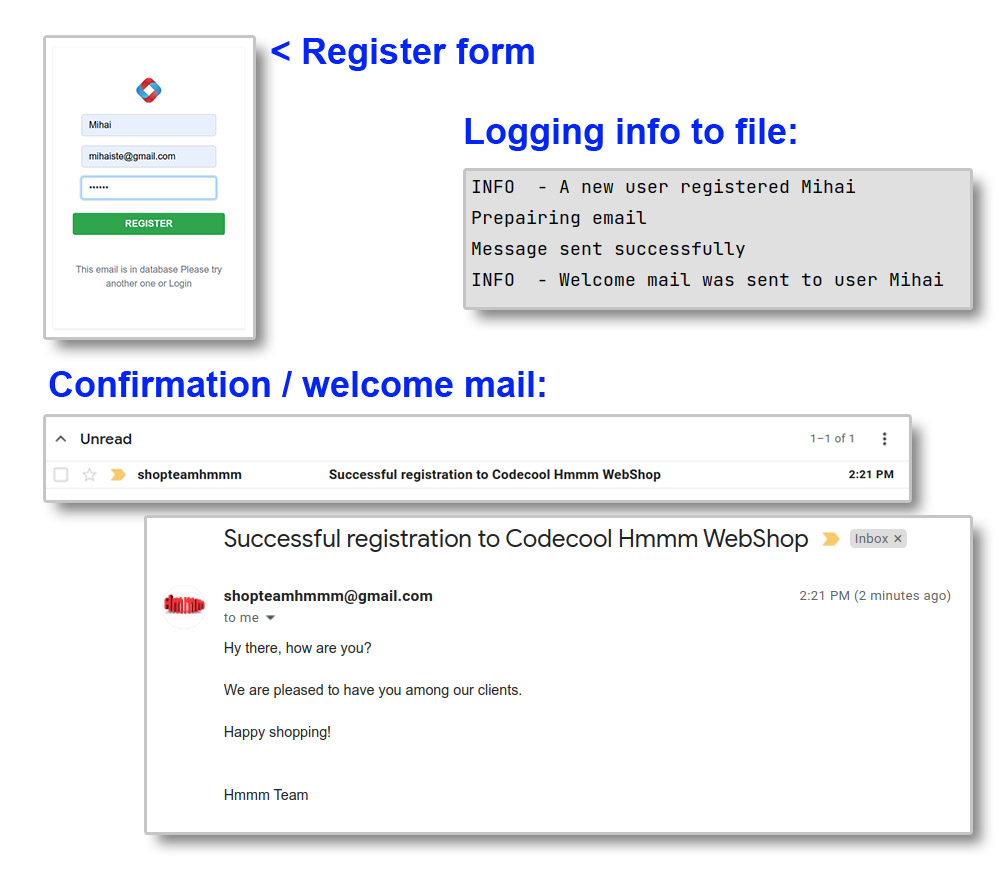 < Register form
Mihai
mihaiste@gmail.com
••••••
REGISTER
This email is in database Please try
another one or Login
Logging info to file:
INFO  - A new user registered Mihai
Prepairing email
Message sent successfully
INFO  - Welcome mail was sent to user Mihai
Confirmation / welcome mail:
Unread 1–1 of 1
shopteamhmmm Successful registration to Codecool Hmmm WebShop 2:21 PM
Successful registration to Codecool Hmmm WebShop Inbox ×
shopteamhmmm@gmail.com 2:21 PM (2 minutes ago)
to me
Hy there, how are you?
We are pleased to have you among our clients.
Happy shopping!
Hmmm Team